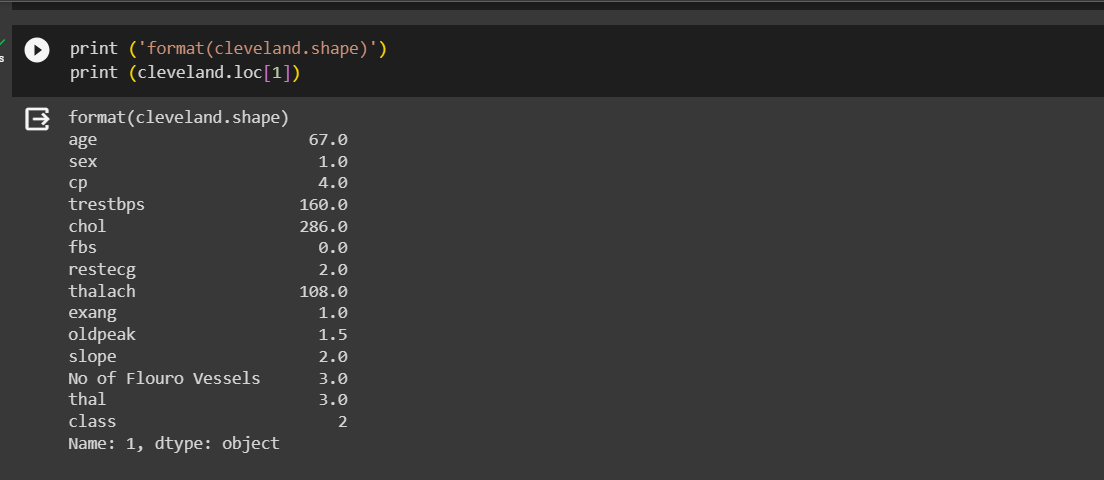 s
print ('format(cleveland.shape)')
print (cleveland.loc[1])
format(cleveland.shape)
age 67.0
sex 1.0
cp 4.0
trestbps 160.0
chol 286.0
fbs 0.0
restecg 2.0
thalach 108.0
exang 1.0
oldpeak 1.5
slope 2.0
No of Flouro Vessels 3.0
thal 3.0
class 2
Name: 1, dtype: object